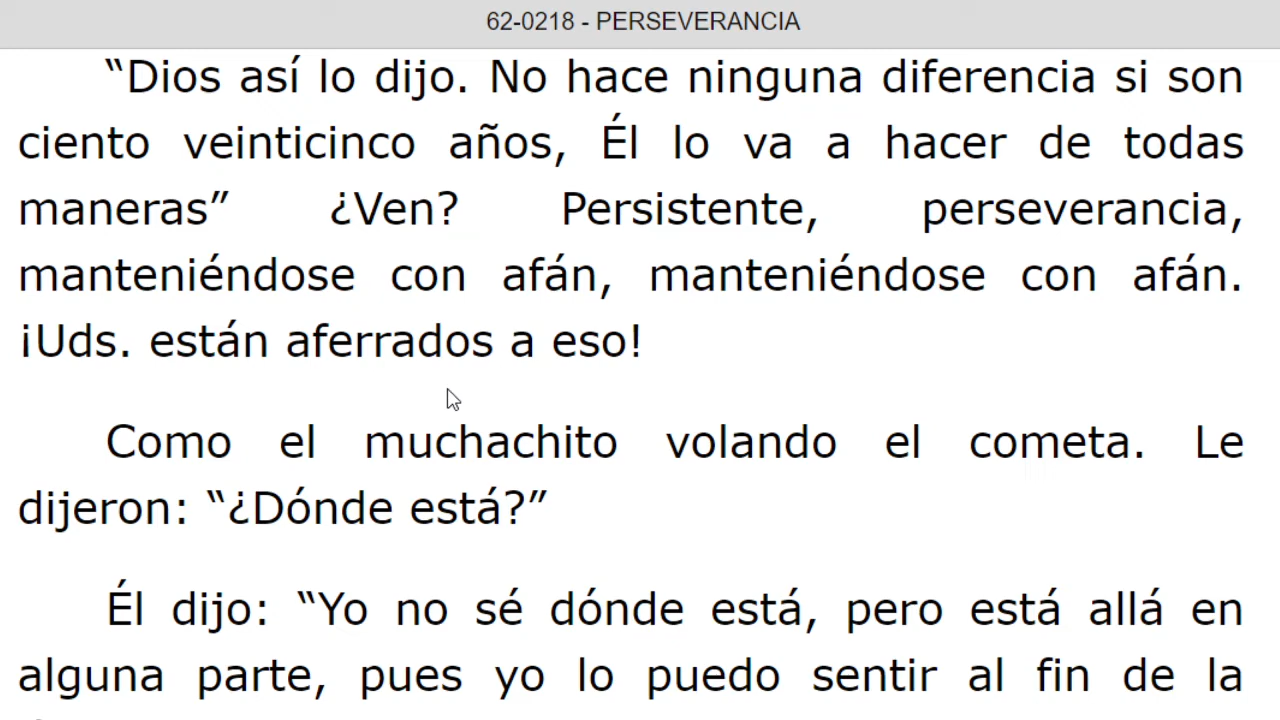 62-0218 - PERSEVERANCIA
“Dios así lo dijo. No hace ninguna diferencia si son
ciento veinticinco años, Él lo va a hacer de todas
maneras” ¿Ven? Persistente, perseverancia,
manteniéndose con afán, manteniéndose con afán.
¡Uds. están aferrados a eso!
Como el muchachito volando el cometa. Le
dijeron: “¿Dónde está?”
Él dijo: “Yo no sé dónde está, pero está allá en
alguna parte, pues yo lo puedo sentir al fin de la